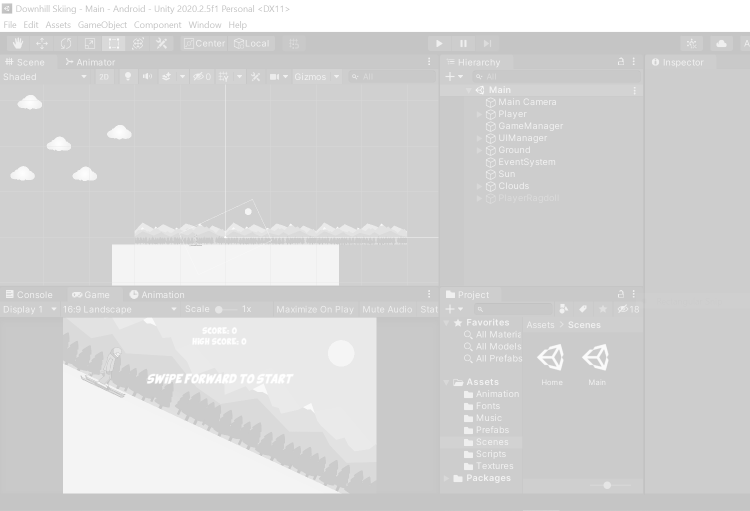 Downhill Skiing - Main - Android - Unity 2020.2.5f1 Personal <DX11>
File Edit Assets GameObject Component Window Help
Center Local
Scene Animator
Shaded 2D 0 Gizmos All
Hierarchy
All
Main
Main Camera
Player
GameManager
UIManager
Ground
EventSystem
Sun
Clouds
PlayerRagdoll
Inspector
Console Game Animation
Display 1 16:9 Landscape Scale 1x Maximize On Play Mute Audio Stat
SCORE: 0
HIGH SCORE: 0
SWIPE FORWARD TO START
Project
18
Favorites
All Materia
All Models
All Prefabs
Assets
Animation
Fonts
Music
Prefabs
Scenes
Scripts
Textures
Packages
Assets > Scenes
Home Main